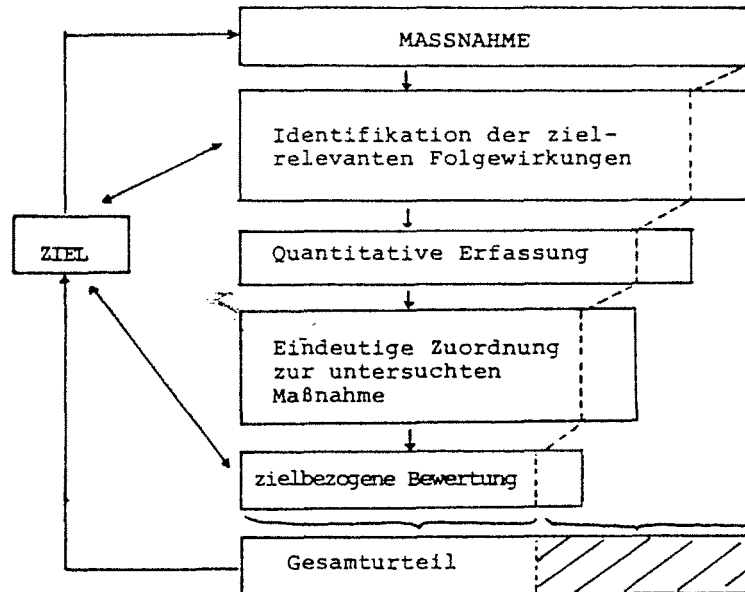 MASSNAHME
Identifikation der ziel-
relevanten Folgewirkungen
ZIEL
Quantitative Erfassung
Eindeutige Zuordnung
zur untersuchten
Maßnahme
zielbezogene Bewertung
Gesamturteil